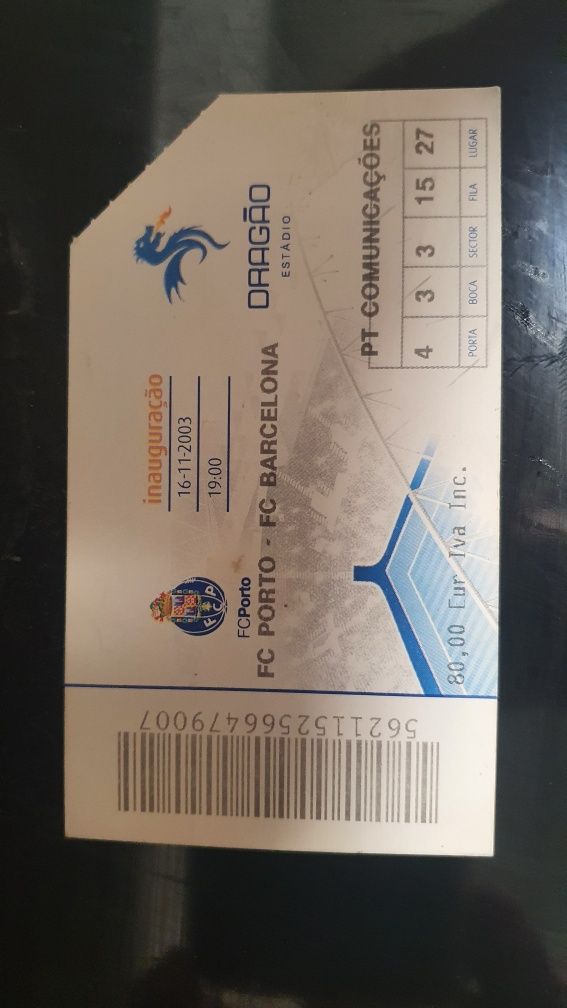 inauguração
16-11-2003
19:00
DRAGÃO
ESTÁDIO
FCP
FCPorto
FC PORTO - FC BARCELONA
PT COMUNICAÇÕES
4 3 3 15 27
PORTA BOCA SECTOR FILA LUGAR
80,00 Eur Iva Inc.
5621152566479007